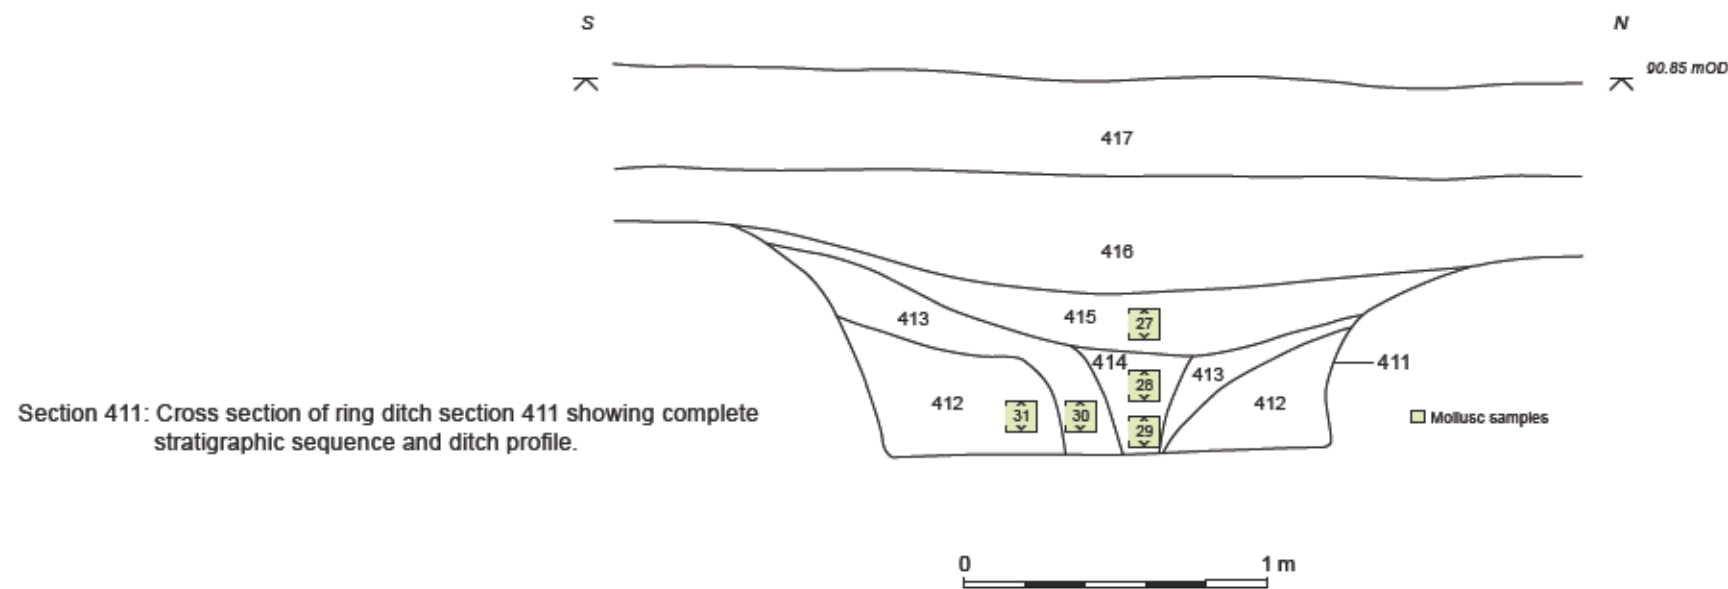 S
N
90.85 mOD
417
416
415
27
413
414
413
411
28
412
31
30
29
412
Section 411: Cross section of ring ditch section 411 showing complete
stratigraphic sequence and ditch profile.
Mollusc samples
0
1 m